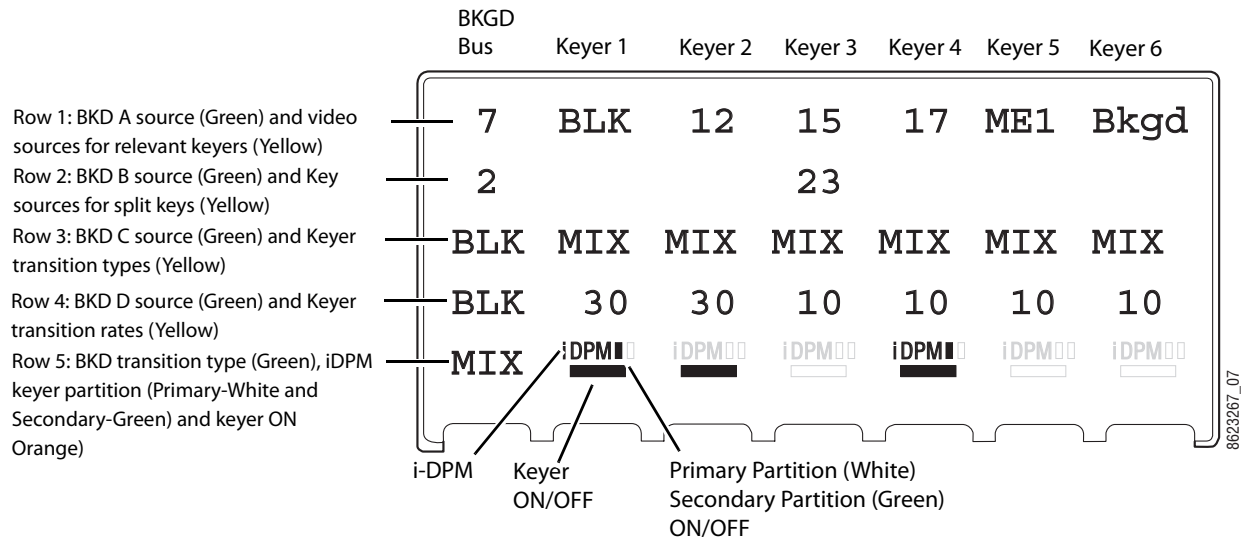 BKGD
Bus Keyer 1 Keyer 2 Keyer 3 Keyer 4 Keyer 5 Keyer 6
Row 1: BKD A source (Green) and video
sources for relevant keyers (Yellow)
7 BLK 12 15 17 ME1 Bkgd
Row 2: BKD B source (Green) and Key
sources for split keys (Yellow)
2 23
Row 3: BKD C source (Green) and Keyer
transition types (Yellow)
BLK MIX MIX MIX MIX MIX MIX
Row 4: BKD D source (Green) and Keyer
transition rates (Yellow)
BLK 30 30 10 10 10 10
Row 5: BKD transition type (Green), iDPM
keyer partition (Primary-White and
Secondary-Green) and keyer ON
Orange)
MIX iDPM iDPM iDPM iDPM iDPM iDPM
i-DPM
Keyer
ON/OFF
Primary Partition (White)
Secondary Partition (Green)
ON/OFF
8623267_07